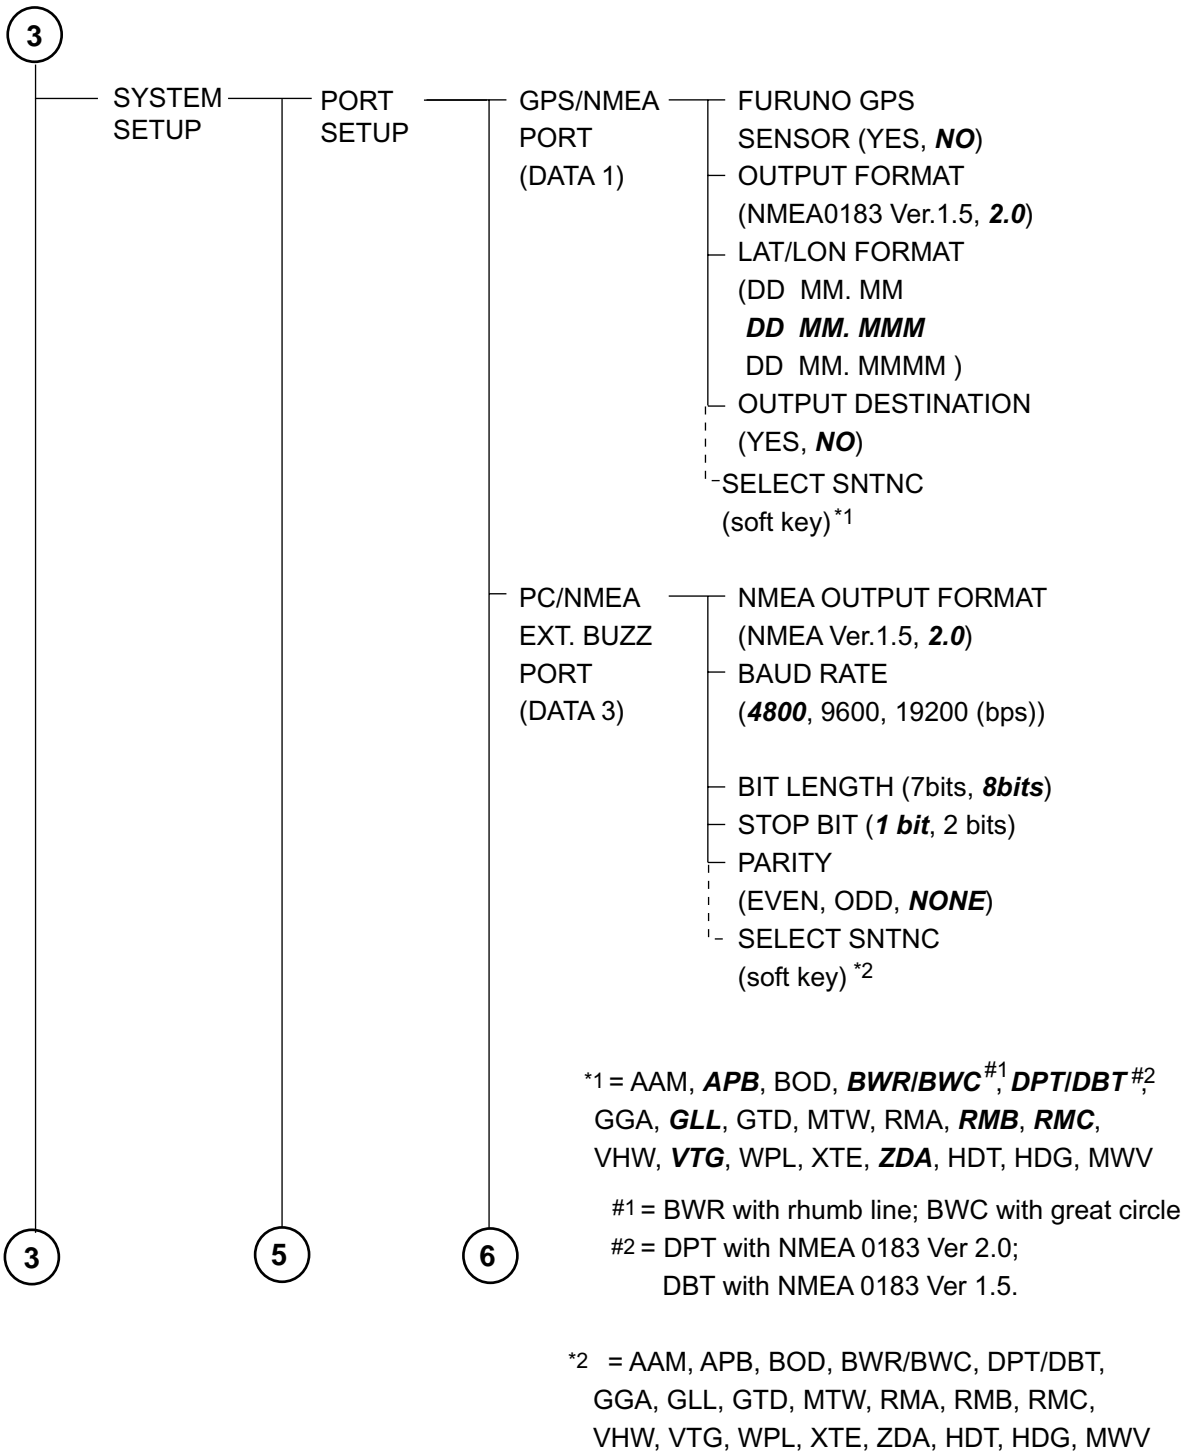 3
SYSTEM
SETUP
PORT
SETUP
GPS/NMEA
PORT
(DATA 1)
FURUNO GPS
SENSOR (YES, NO)
OUTPUT FORMAT
(NMEA0183 Ver.1.5, 2.0)
LAT/LON FORMAT
(DD MM. MM
DD MM. MMM
DD MM. MMMM )
OUTPUT DESTINATION
(YES, NO)
SELECT SNTNC
(soft key) *1
PC/NMEA
EXT. BUZZ
PORT
(DATA 3)
NMEA OUTPUT FORMAT
(NMEA Ver.1.5, 2.0)
BAUD RATE
(4800, 9600, 19200 (bps))
BIT LENGTH (7bits, 8bits)
STOP BIT (1 bit, 2 bits)
PARITY
(EVEN, ODD, NONE)
SELECT SNTNC
(soft key) *2
*1 = AAM, APB, BOD, BWR/BWC #1, DPT/DBT #2,
GGA, GLL, GTD, MTW, RMA, RMB, RMC,
VHW, VTG, WPL, XTE, ZDA, HDT, HDG, MWV
#1 = BWR with rhumb line; BWC with great circle
#2 = DPT with NMEA 0183 Ver 2.0;
DBT with NMEA 0183 Ver 1.5.
3
5
6
*2 = AAM, APB, BOD, BWR/BWC, DPT/DBT,
GGA, GLL, GTD, MTW, RMA, RMB, RMC,
VHW, VTG, WPL, XTE, ZDA, HDT, HDG, MWV